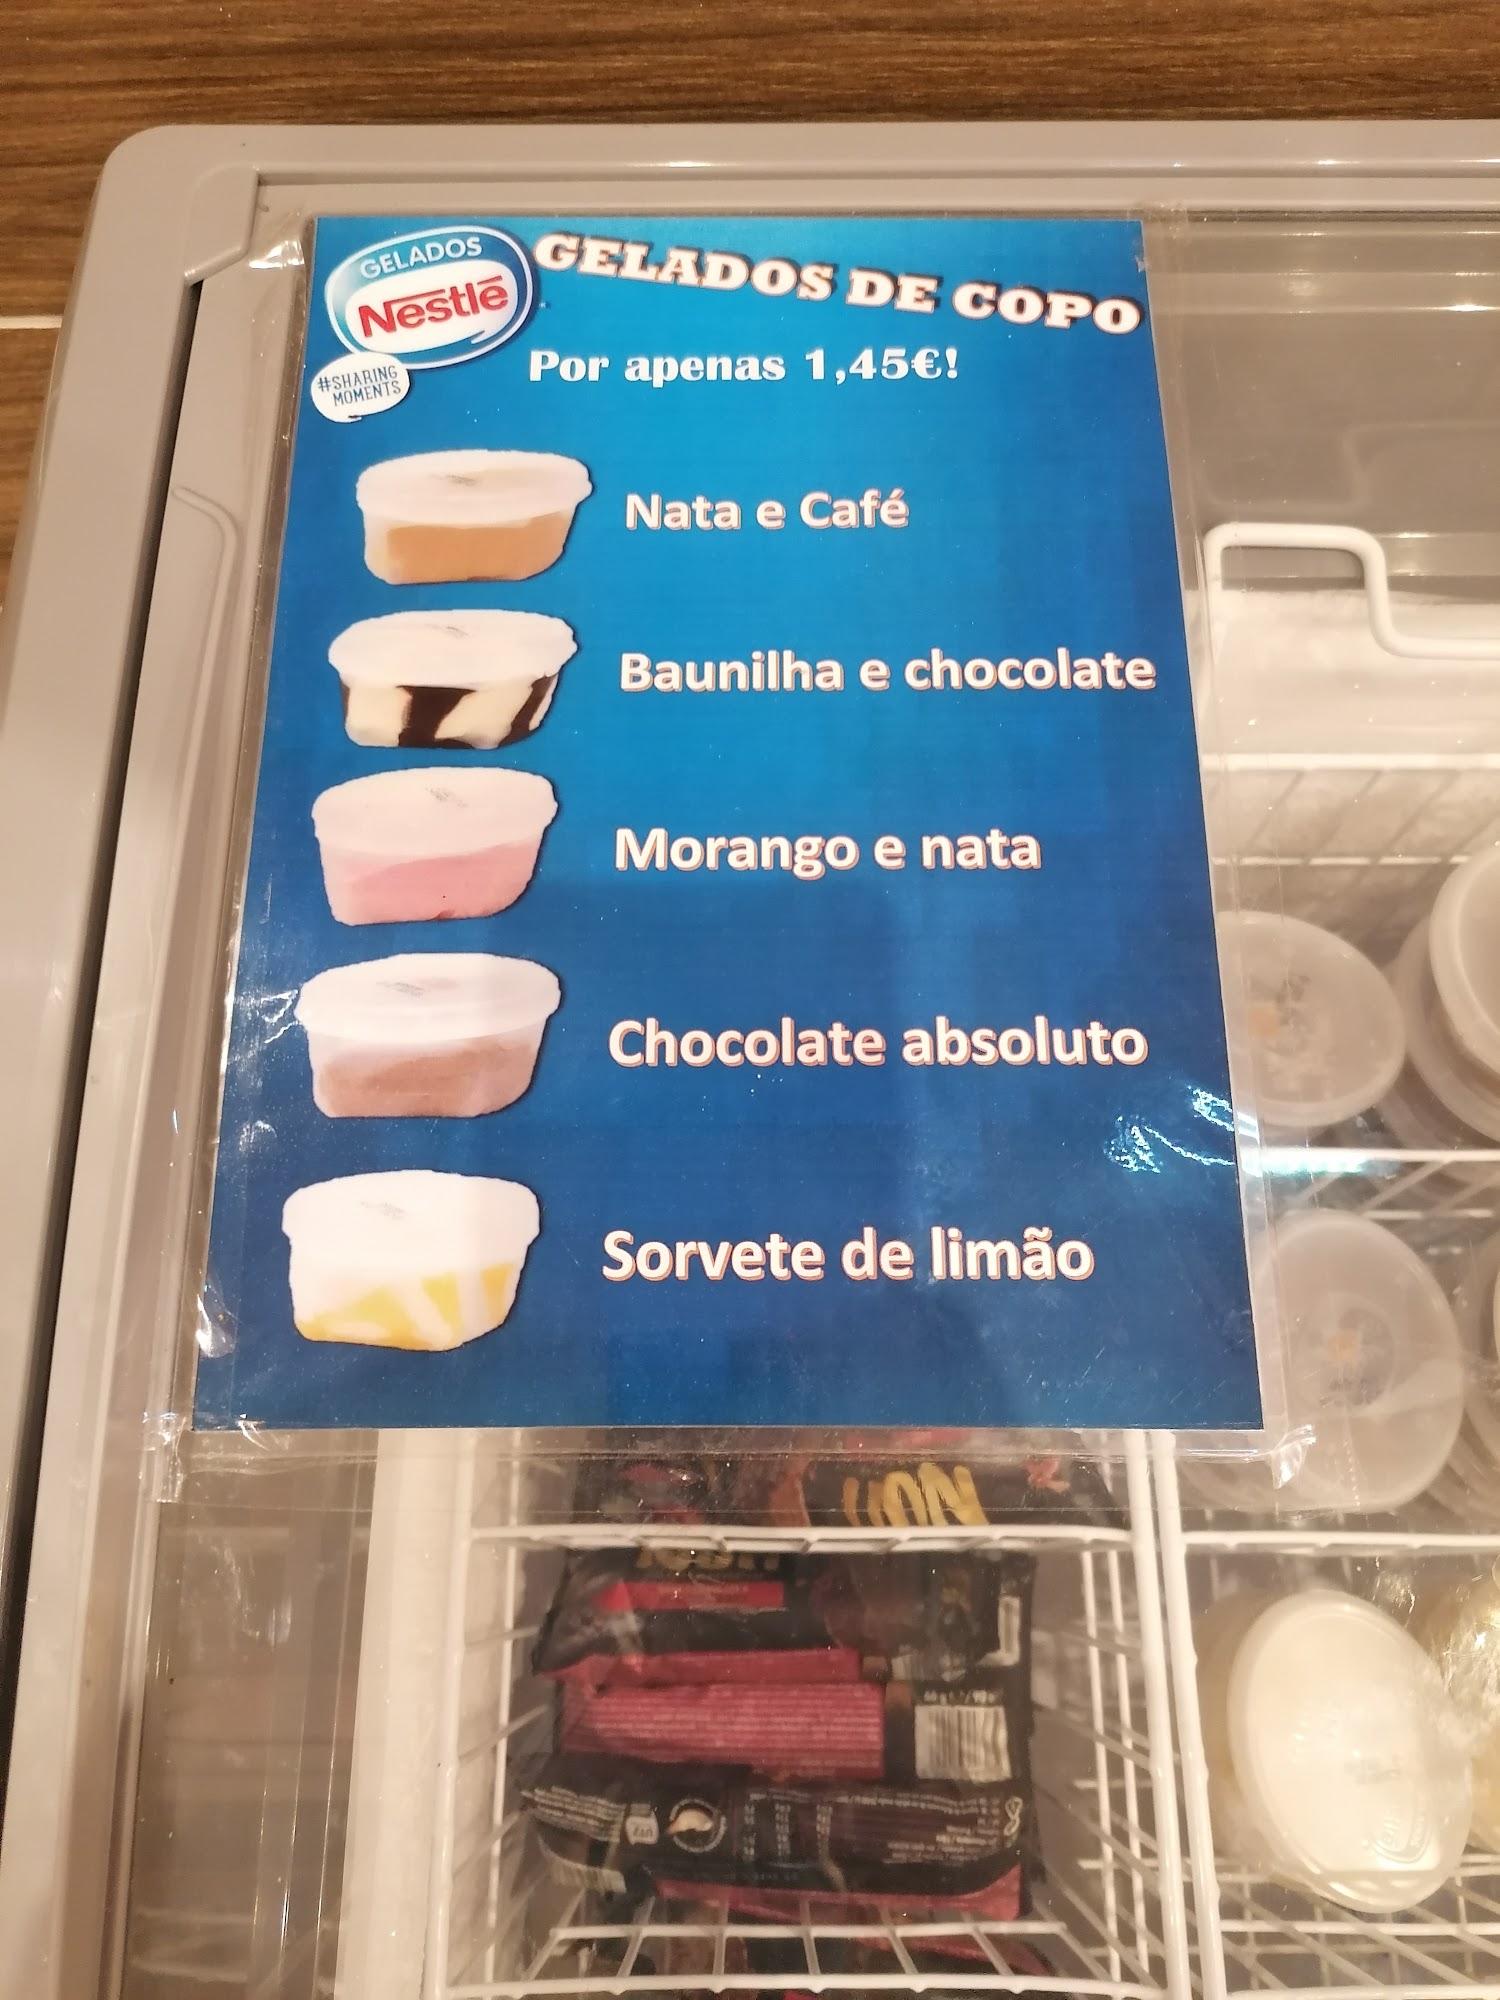 GELADOS
Nestlé
#SHARING
MOMENTS
GELADOS DE COPO
Por apenas 1,45€!
Nata e Café
Baunilha e chocolate
Morango e nata
Chocolate absoluto
Sorvete de limão